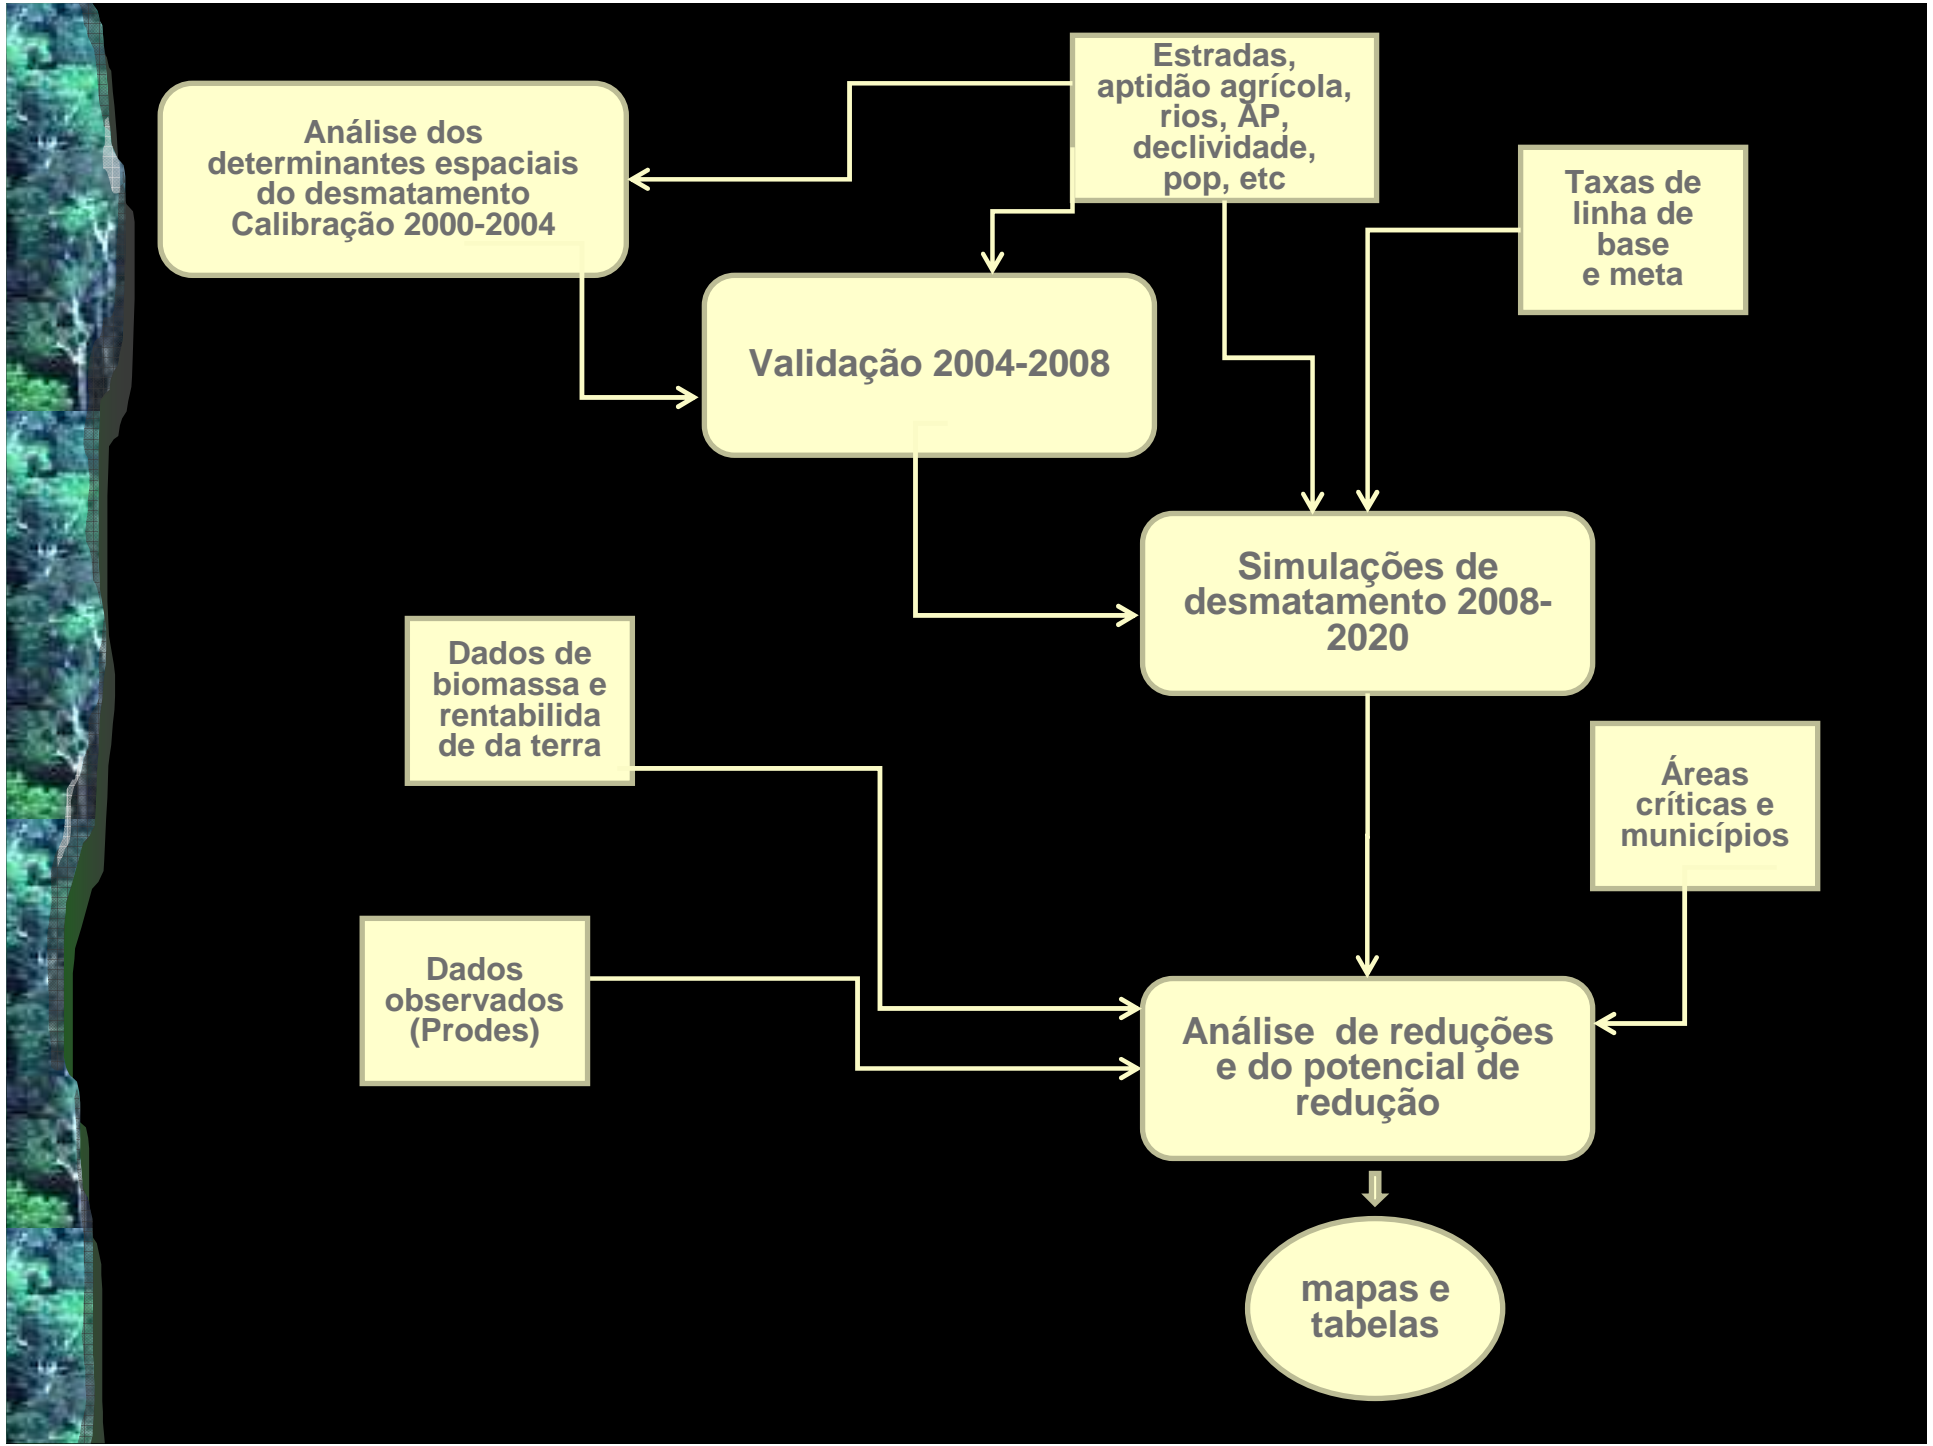 Estradas,
aptidão agrícola,
rios, AP,
declividade,
pop, etc
Análise dos
determinantes espaciais
do desmatamento
Calibração 2000-2004
Taxas de
linha de
base
e meta
Validação 2004-2008
Simulações de
desmatamento 2008-
2020
Dados de
biomassa e
rentabilida
de da terra
Áreas
críticas e
municípios
Dados
observados
(Prodes)
Análise  de reduções
e do potencial de
redução
mapas e
tabelas